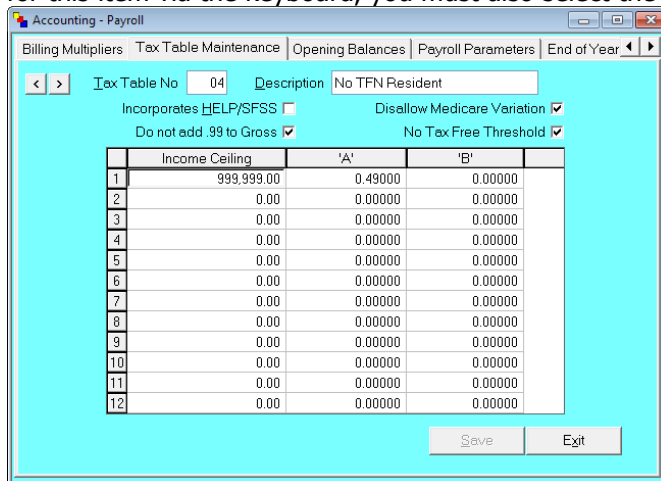 for this item via the keyboard, you must also select the
Accounting - Payroll
Billing Multipliers Tax Table Maintenance Opening Balances Payroll Parameters End of Year
< > Tax Table No 04 Description No TFN Resident
Incorporates HELP/SFSS Disallow Medicare Variation
Do not add .99 to Gross No Tax Free Threshold
Income Ceiling 'A' 'B'
1 999,999.00 0.49000 0.00000
2 0.00 0.00000 0.00000
3 0.00 0.00000 0.00000
4 0.00 0.00000 0.00000
5 0.00 0.00000 0.00000
6 0.00 0.00000 0.00000
7 0.00 0.00000 0.00000
8 0.00 0.00000 0.00000
9 0.00 0.00000 0.00000
10 0.00 0.00000 0.00000
11 0.00 0.00000 0.00000
12 0.00 0.00000 0.00000
Save Exit